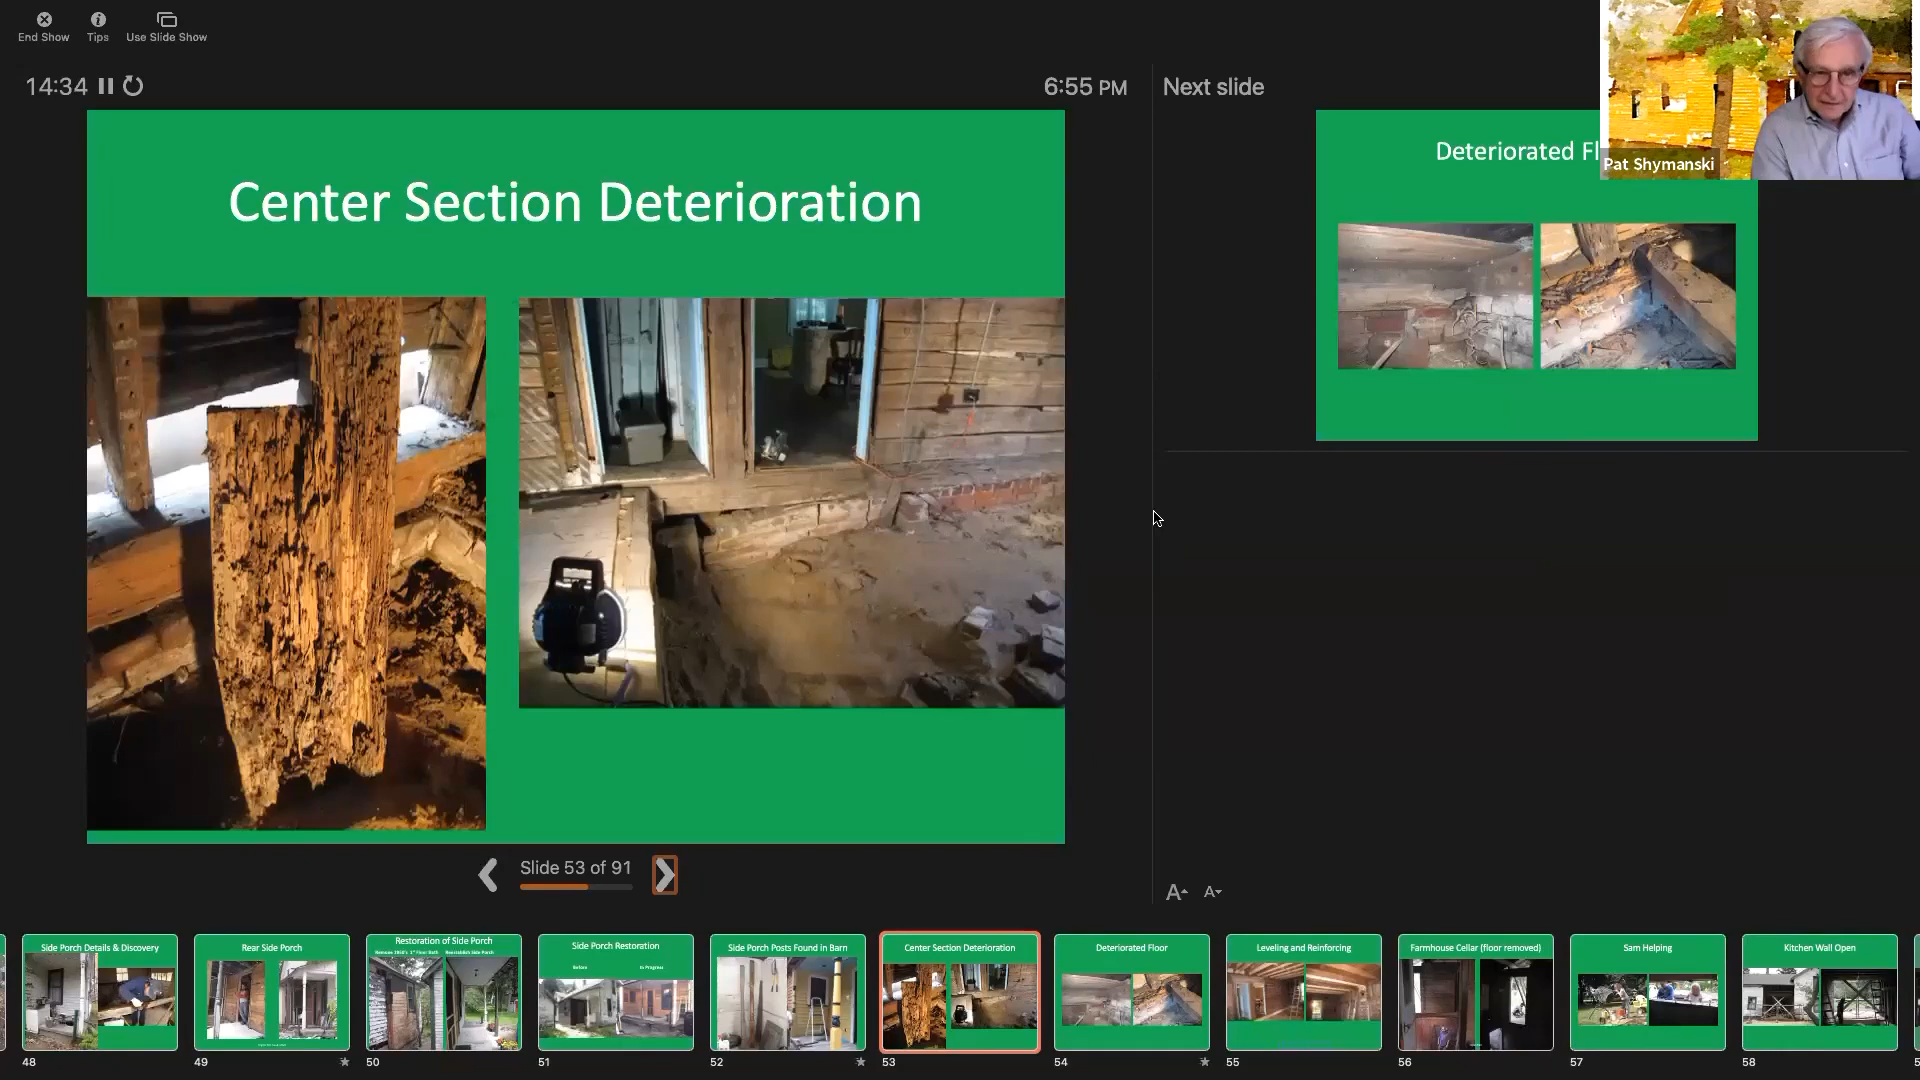 End Show
Tips
Use Slide Show
14:34
6:55 PM
Next slide
Center Section Deterioration
Deteriorated Fl
Pat Shymanski
Slide 53 of 91
A
A
Side Porch Details & Discovery
Rear Side Porch
Restoration of Side Porch
Side Porch Restoration
Before
In Progress
Side Porch Posts Found in Barn
Center Section Deterioration
Deteriorated Floor
Leveling and Reinforcing
Farmhouse Cellar (floor removed)
Sam Helping
Kitchen Wall Open
48
49
50
51
52
53
54
55
56
57
58